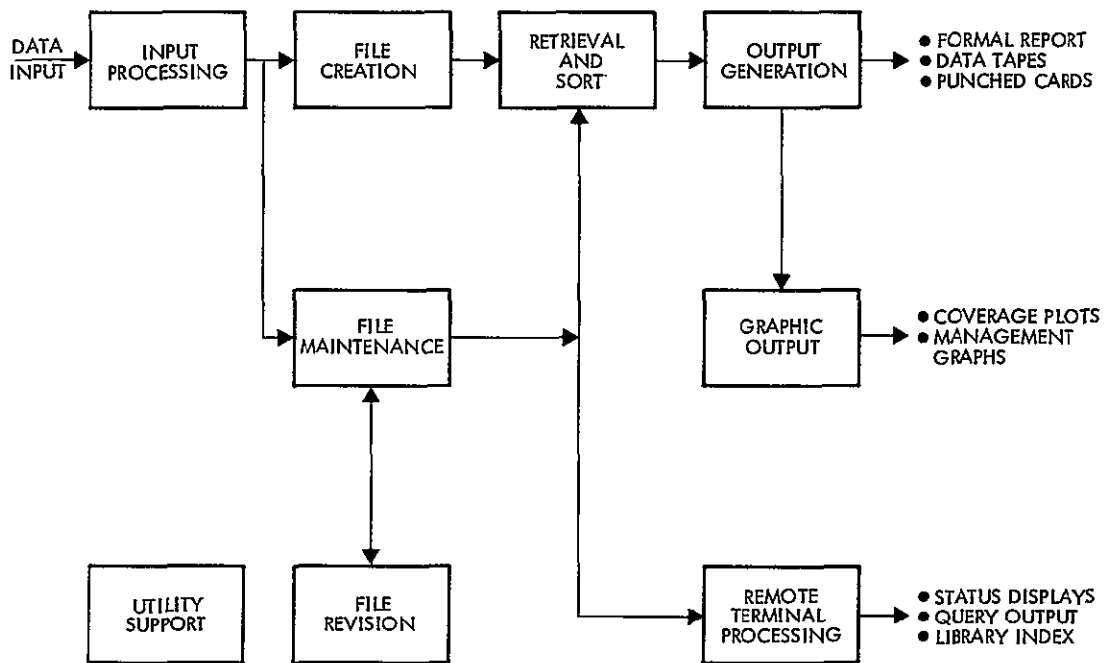 DATA
INPUT
INPUT
PROCESSING
FILE
CREATION
RETRIEVAL
AND
SORT
OUTPUT
GENERATION
● FORMAL REPORT
● DATA TAPES
● PUNCHED CARDS
FILE
MAINTENANCE
GRAPHIC
OUTPUT
● COVERAGE PLOTS
● MANAGEMENT
GRAPHS
UTILITY
SUPPORT
FILE
REVISION
REMOTE
TERMINAL
PROCESSING
● STATUS DISPLAYS
● QUERY OUTPUT
● LIBRARY INDEX